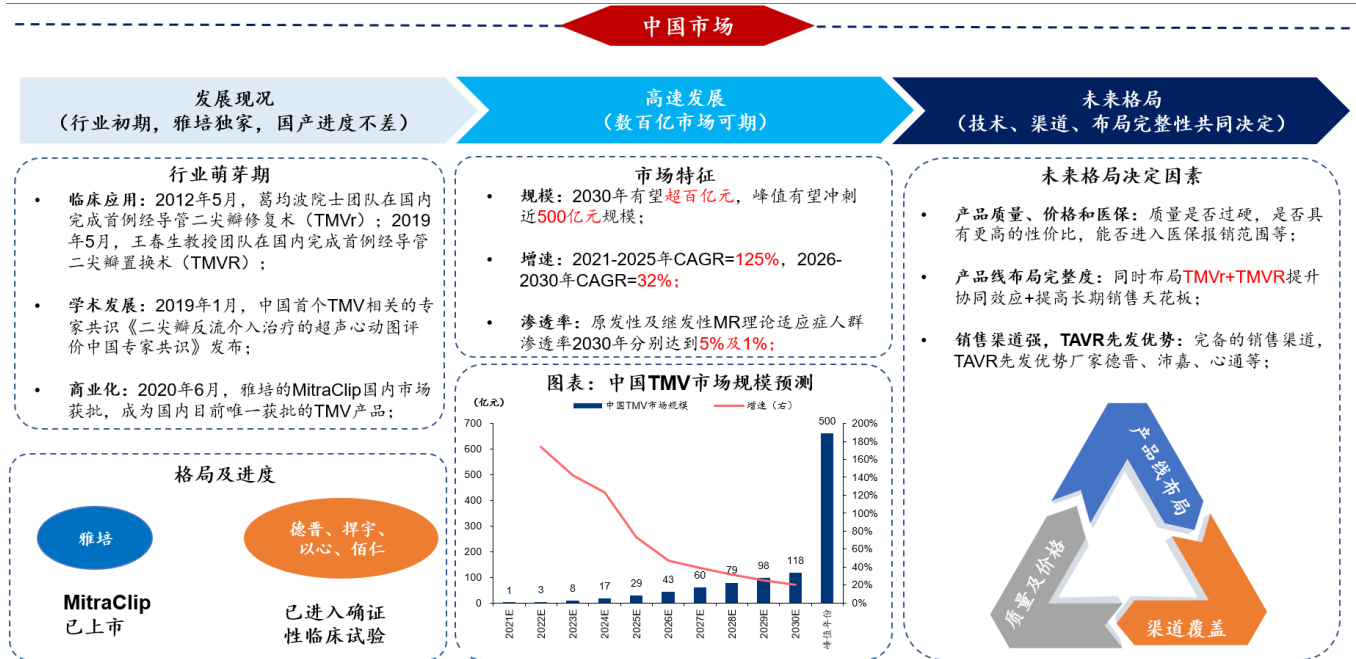 中国市场
发展现况
（行业初期，雅培独家，国产进度不差）
高速发展
（数百亿市场可期）
未来格局
（技术、渠道、布局完整性共同决定）
行业萌芽期
• 临床应用：2012年5月，葛均波院士团队在国内
完成首例经导管二尖瓣修复术（TMVr）；2019
年5月，王春生教授团队在国内完成首例经导管
二尖瓣置换术（TMVR）；
• 学术发展：2019年1月，中国首个TMV相关的专
家共识《二尖瓣反流介入治疗的超声心动图评
价中国专家共识》发布；
• 商业化：2020年6月，雅培的MitraClip国内市场
获批，成为国内目前唯一获批的TMV产品；
格局及进度
雅培
德晋、捍宇、
以心、佰仁
MitraClip
已上市
已进入确证
性临床试验
市场特征
• 规模：2030年有望超百亿元，峰值有望冲刺
近500亿元规模；
• 增速：2021-2025年CAGR=125%，2026-
2030年CAGR=32%；
• 渗透率：原发性及继发性MR理论适应症人群
渗透率2030年分别达到5%及1%；
图表：中国TMV市场规模预测
（亿元）
中国TMV市场规模
增速（右）
700
600
500
400
300
200
100
0
1
3
8
17
29
43
60
79
98
118
500
200%
180%
160%
140%
120%
100%
80%
60%
40%
20%
0%
2021E
2022E
2023E
2024E
2025E
2026E
2027E
2028E
2029E
2030E
峰值年份
未来格局决定因素
• 产品质量、价格和医保：质量是否过硬，是否具
有更高的性价比，能否进入医保报销范围等；
• 产品线布局完整度：同时布局TMVr+TMVR提升
协同效应+提高长期销售天花板；
• 销售渠道强，TAVR先发优势：完备的销售渠道，
TAVR先发优势厂家德晋、沛嘉、心通等；
产品线布局
质量及价格
渠道覆盖